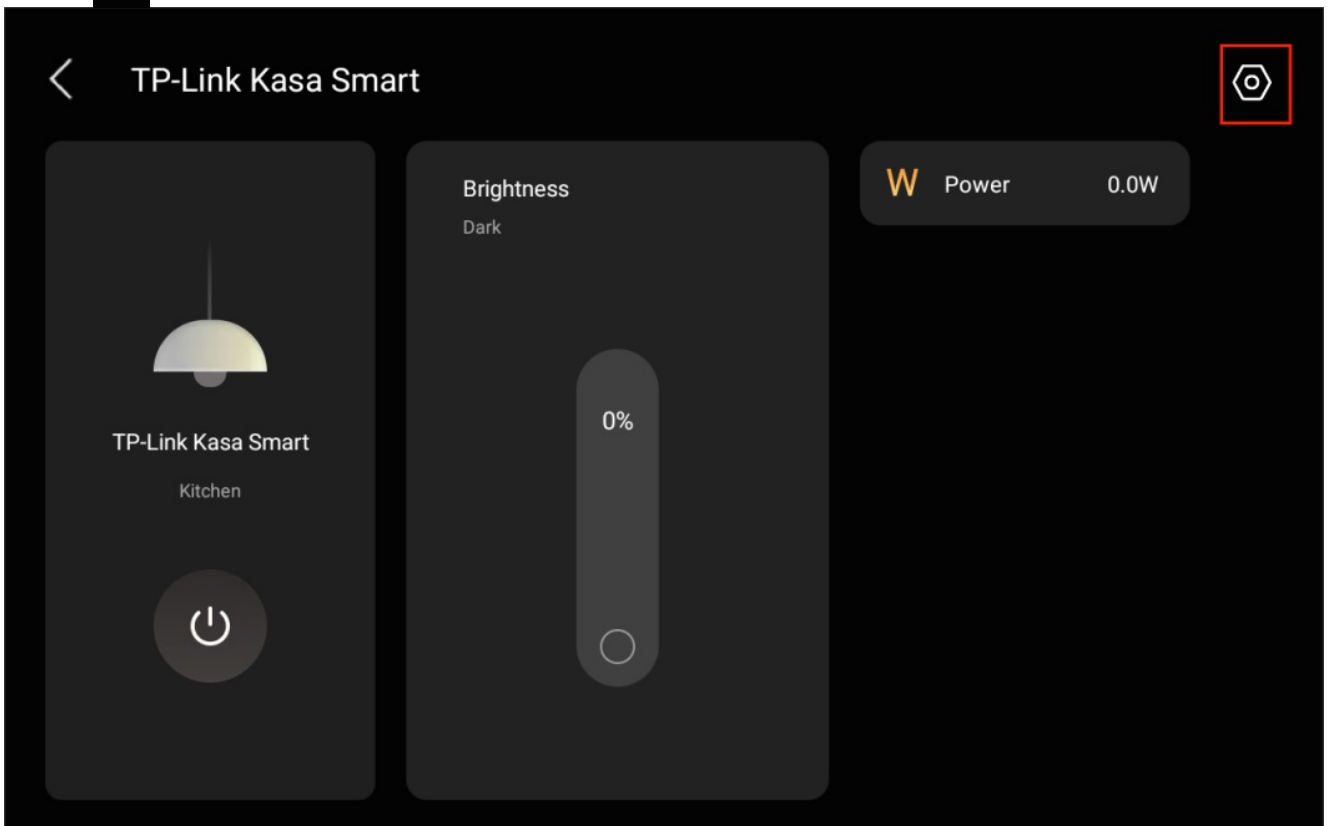 TP-Link Kasa Smart
TP-Link Kasa Smart
Kitchen
Brightness
Dark
0%
W Power 0.0W